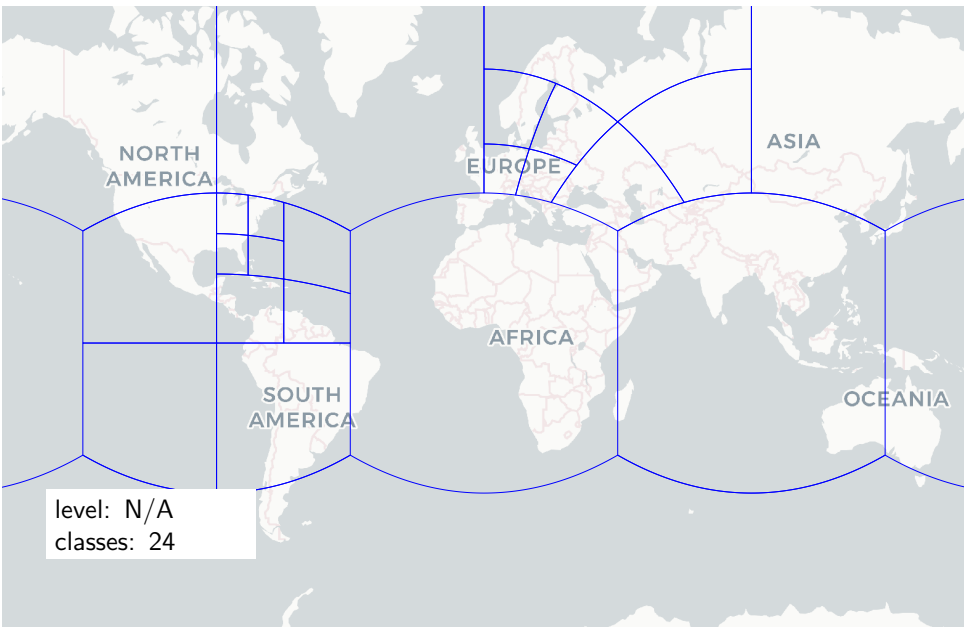 ASIA
NORTH
AMERICA
EUROPE
AFRICA
SOUTH
AMERICA
OCEANIA
level: N/A
classes: 24